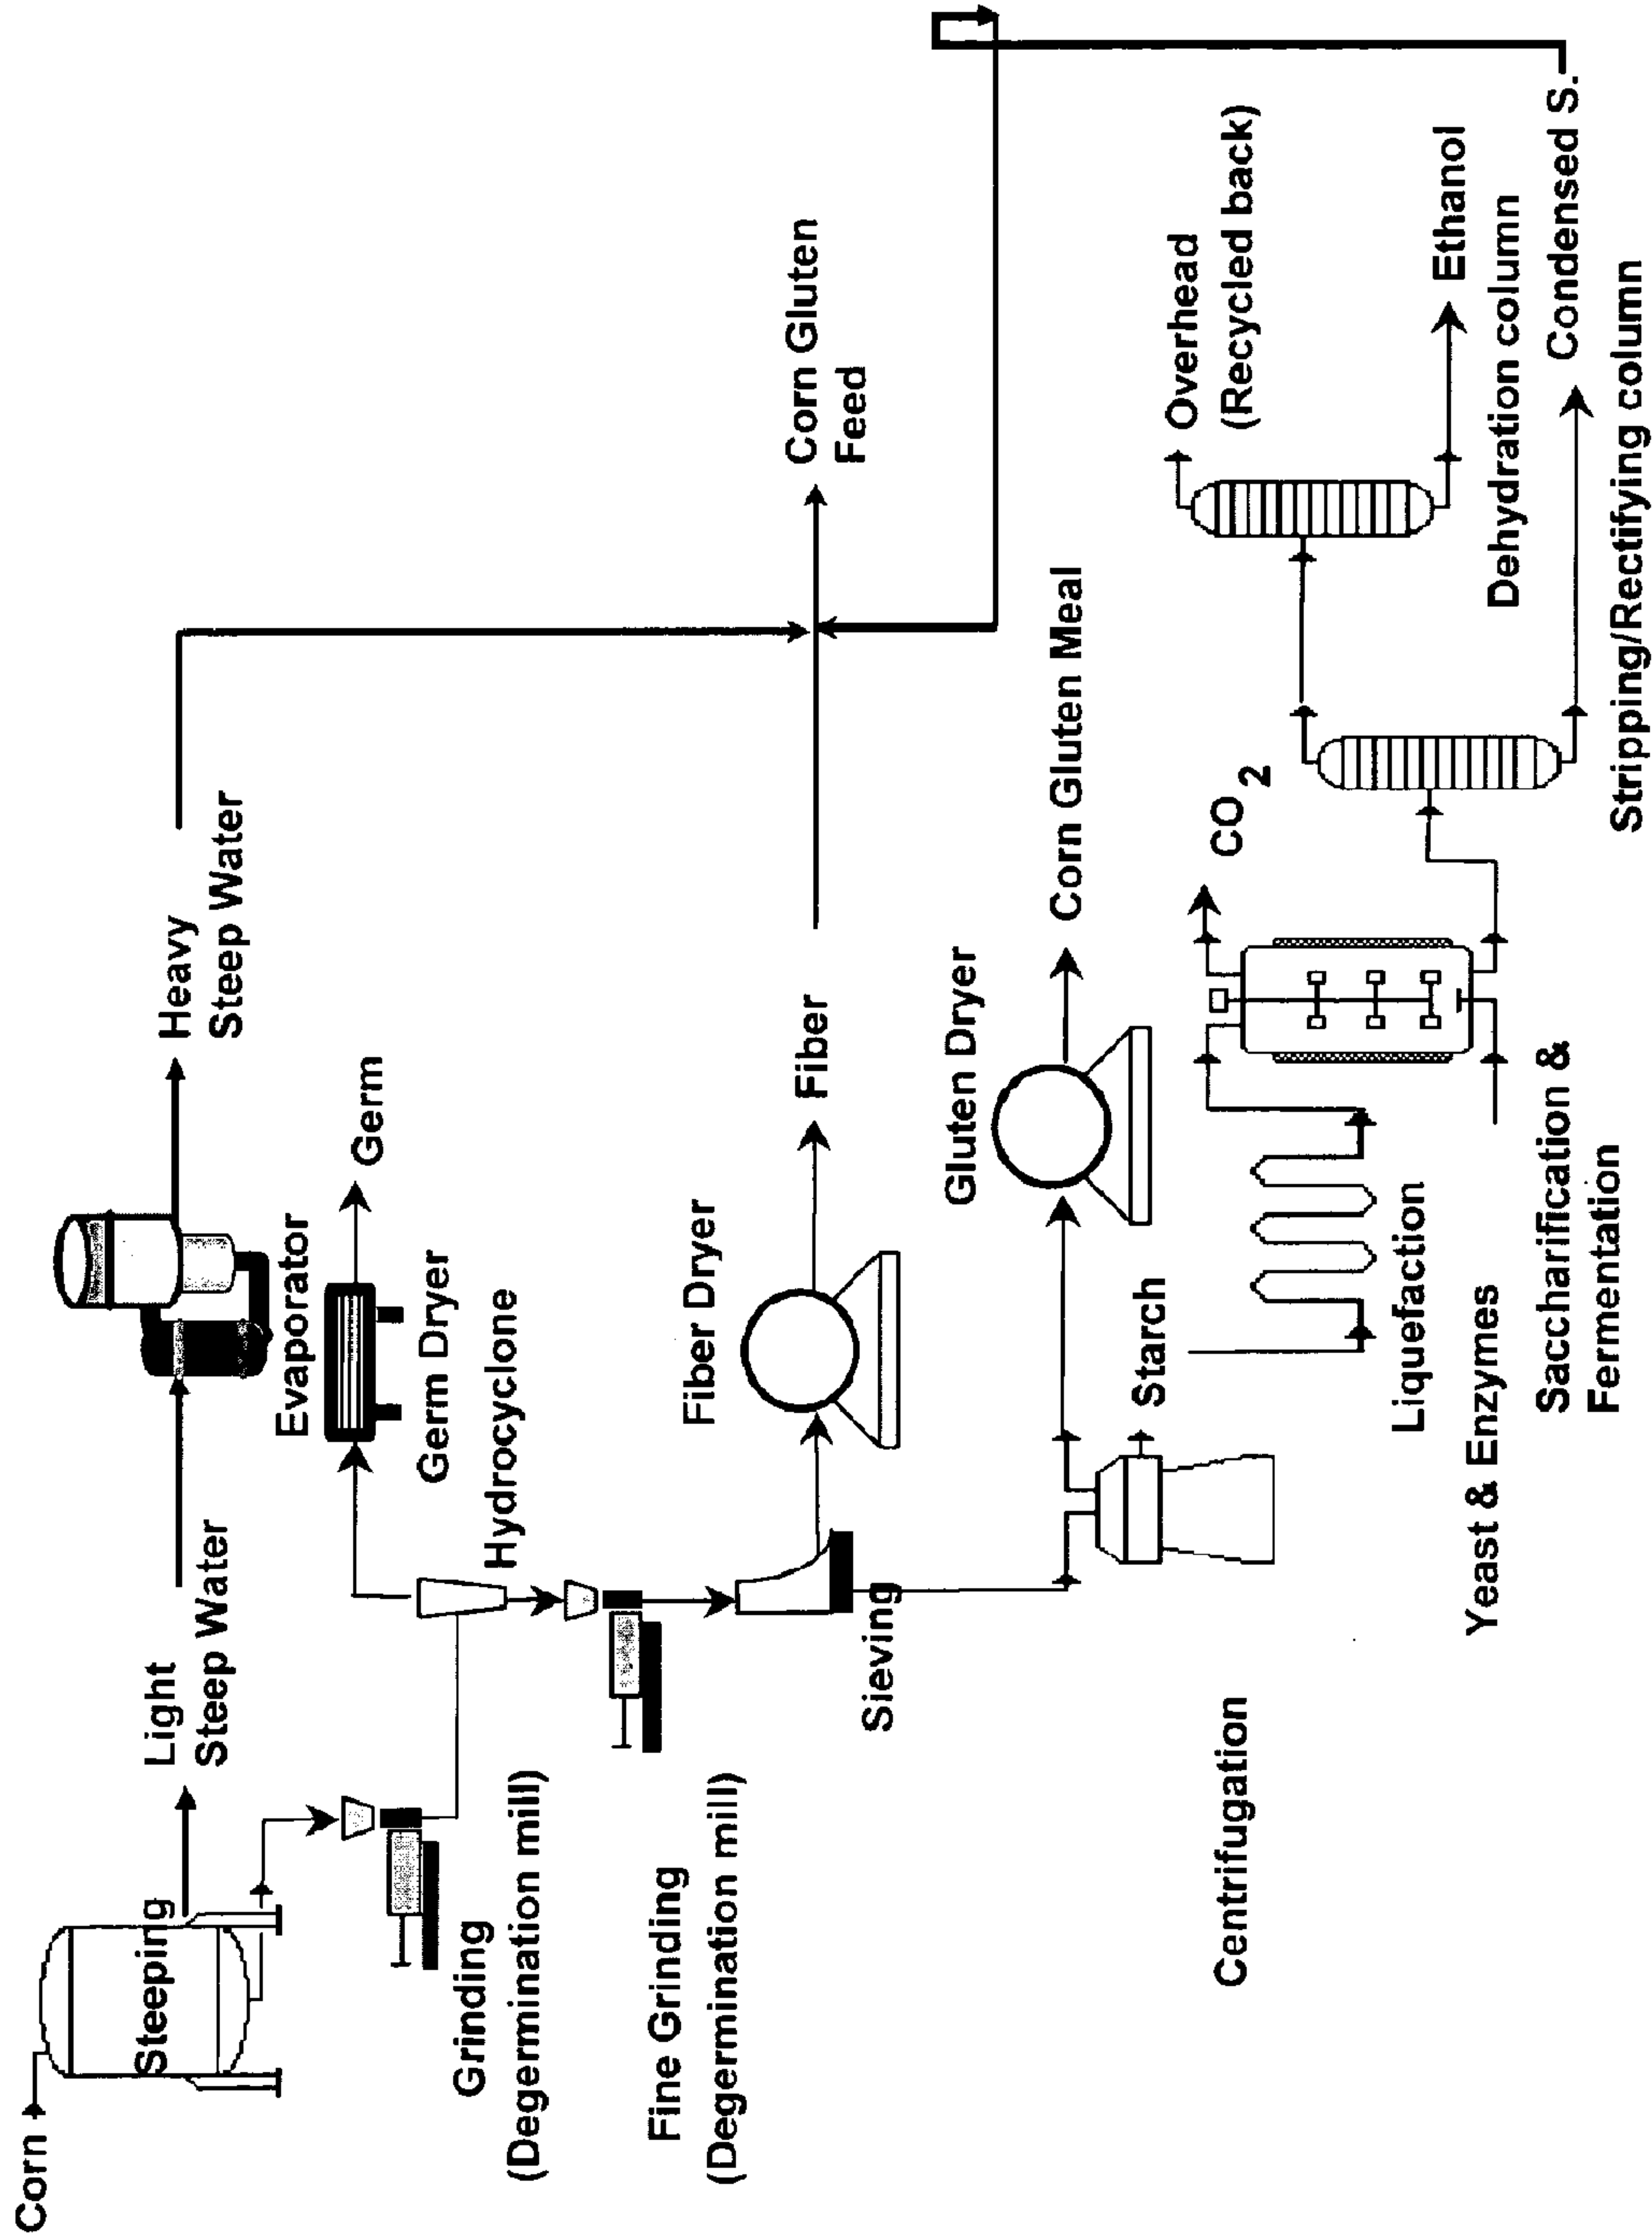 Corn
Steeping
Light
Steep Water
Heavy
Steep Water
Evaporator
Grinding
(Degermination mill)
Germ
Germ Dryer
Hydrocyclone
Fine Grinding
(Degermination mill)
Sieving
Fiber Dryer
Fiber
Corn Gluten
Feed
Gluten Dryer
Corn Gluten Meal
Centrifugation
Starch
Liquefaction
Yeast & Enzymes
Saccharification &
Fermentation
CO2
Overhead
(Recycled back)
Ethanol
Dehydration column
Condensed S.
Stripping/Rectifying column